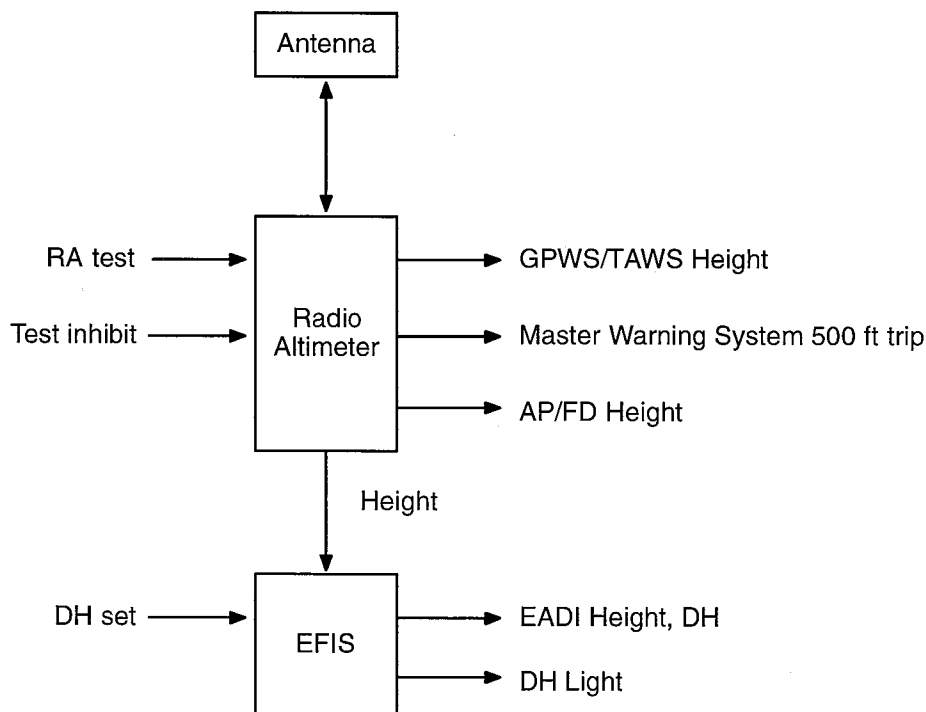 Antenna
RA test
GPWS/TAWS Height
Test inhibit
Radio
Altimeter
Master Warning System 500 ft trip
AP/FD Height
Height
DH set
EFIS
EADI Height, DH
DH Light